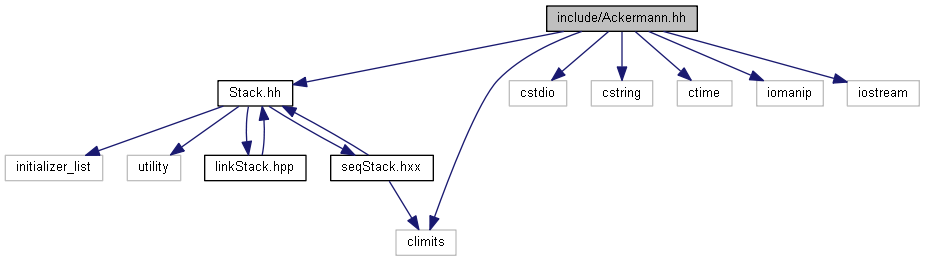 include/Ackermann.hh
Stack.hh
cstdio
cstring
ctime
iomanip
iostream
initializer_list
utility
linkStack.hpp
seqStack.hxx
climits